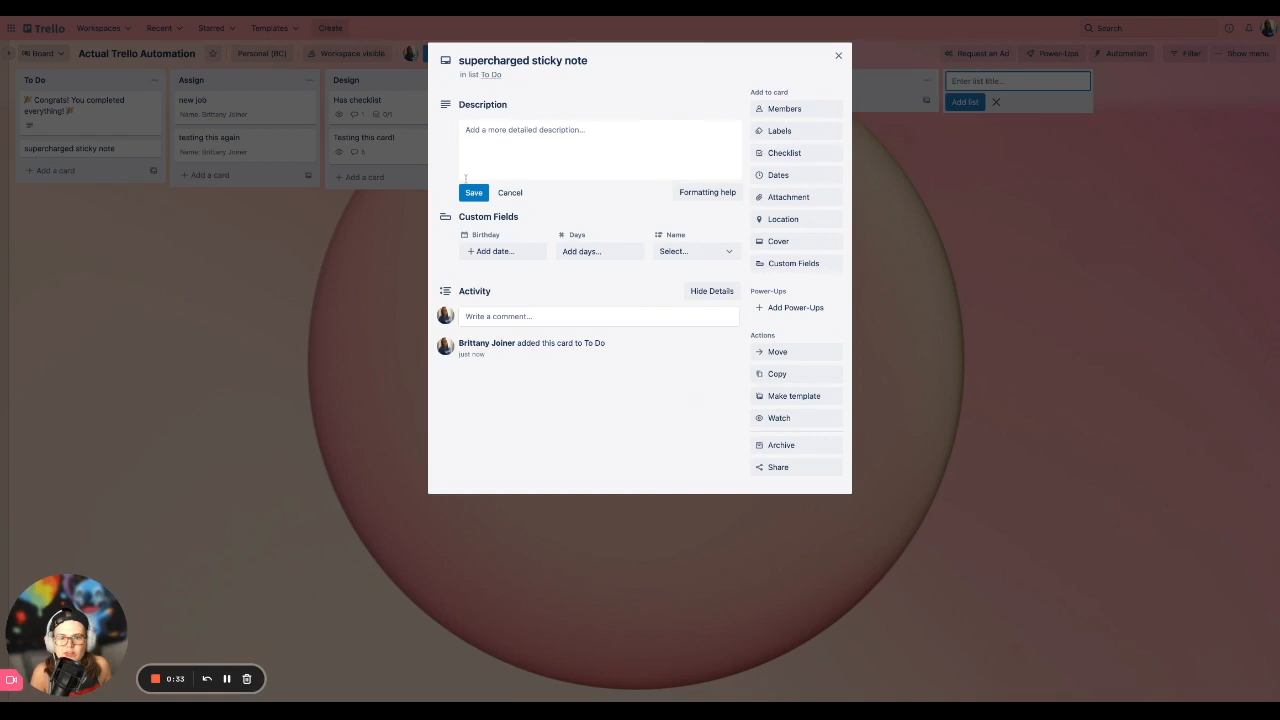 Trello
Workspaces
Recent
Starred
Templates
Create
Search
Board
Actual Trello Automation
Personal (BC)
Workspace visible
Request an Ad
Power-Ups
Automation
Filter
Show menu
To Do
🎉 Congrats! You completed
everything! 🎉
supercharged sticky note
+ Add a card
Assign
new job
Name: Brittany Joiner
testing this again
Name: Brittany Joiner
+ Add a card
Design
Has checklist
1 0/1
Testing this card!
+ Add a card
Enter list title...
Add list
supercharged sticky note
in list To Do
Description
Add a more detailed description...
Save
Cancel
Formatting help
Custom Fields
Birthday
Days
Name
+ Add date...
Add days...
Select...
Activity
Hide Details
Write a comment...
Brittany Joiner added this card to To Do
just now
Add to card
Members
Labels
Checklist
Dates
Attachment
Location
Cover
Custom Fields
Power-Ups
+ Add Power-Ups
Actions
Move
Copy
Make template
Watch
Archive
Share
0:33